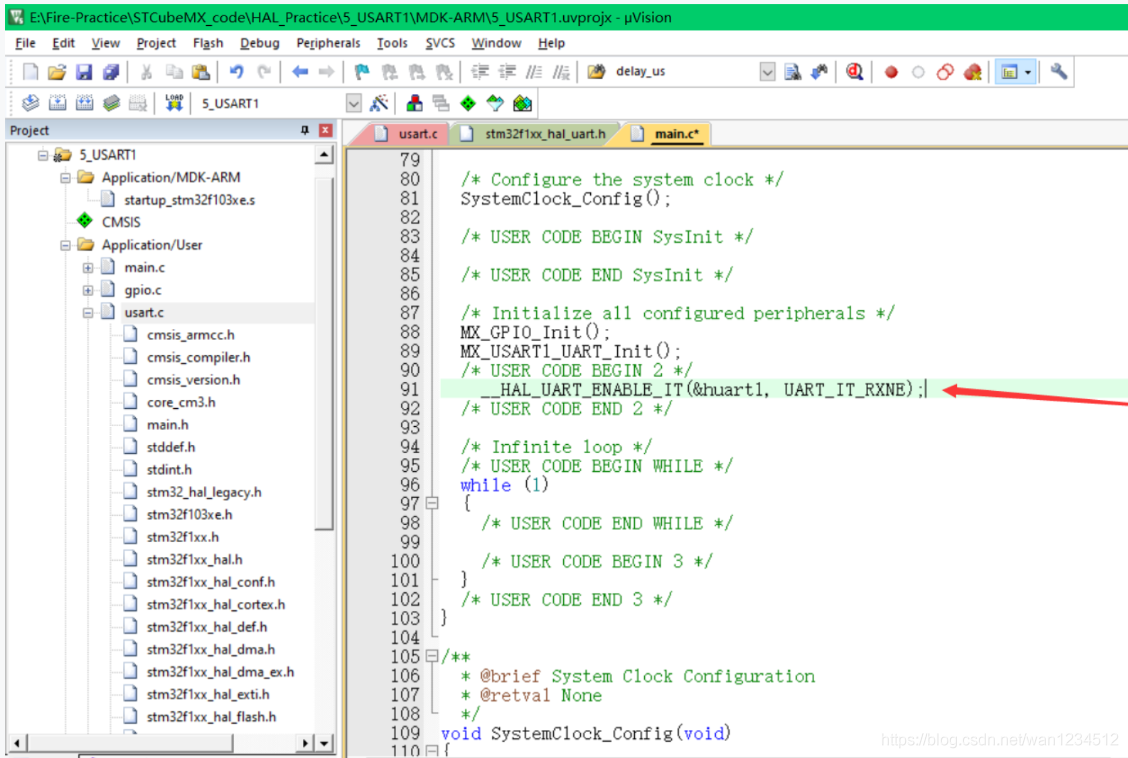 E:\Fire-Practice\STCubeMX_code\HAL_Practice\5_USART1\MDK-ARM\5_USART1.uvprojx - µVision
File Edit View Project Flash Debug Peripherals Tools SVCS Window Help
delay_us
LOAD 5_USART1
Project
5_USART1
Application/MDK-ARM
startup_stm32f103xe.s
CMSIS
Application/User
main.c
gpio.c
usart.c
cmsis_armcc.h
cmsis_compiler.h
cmsis_version.h
core_cm3.h
main.h
stddef.h
stdint.h
stm32_hal_legacy.h
stm32f103xe.h
stm32f1xx.h
stm32f1xx_hal.h
stm32f1xx_hal_conf.h
stm32f1xx_hal_cortex.h
stm32f1xx_hal_def.h
stm32f1xx_hal_dma.h
stm32f1xx_hal_dma_ex.h
stm32f1xx_hal_exti.h
stm32f1xx_hal_flash.h
usart.c stm32f1xx_hal_uart.h main.c*
79
80 /* Configure the system clock */
81 SystemClock_Config();
82
83 /* USER CODE BEGIN SysInit */
84
85 /* USER CODE END SysInit */
86
87 /* Initialize all configured peripherals */
88 MX_GPIO_Init();
89 MX_USART1_UART_Init();
90 /* USER CODE BEGIN 2 */
91 __HAL_UART_ENABLE_IT(&huart1, UART_IT_RXNE);
92 /* USER CODE END 2 */
93
94 /* Infinite loop */
95 /* USER CODE BEGIN WHILE */
96 while (1)
97 {
98 /* USER CODE END WHILE */
99
100 /* USER CODE BEGIN 3 */
101 }
102 /* USER CODE END 3 */
103 }
104
105 /**
106 * @brief System Clock Configuration
107 * @retval None
108 */
109 void SystemClock_Config(void)
110 {
https://blog.csdn.net/wan1234512